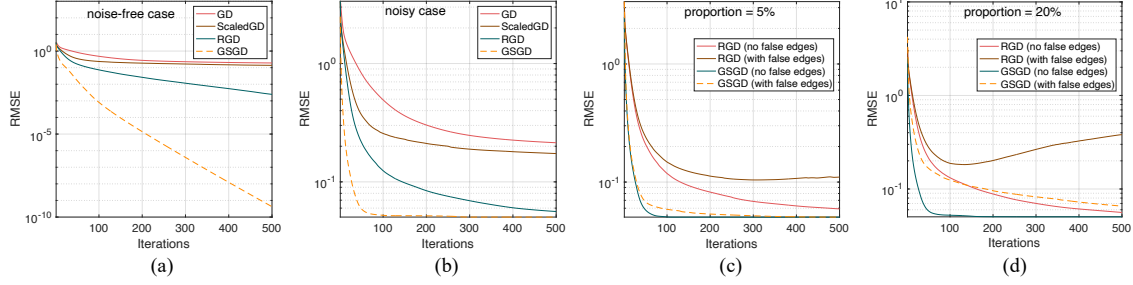 noise-free case
GD
ScaledGD
RGD
GSGD
RMSE
10^0
10^-5
10^-10
100 200 300 400 500
Iterations
(a)
noisy case
GD
ScaledGD
RGD
GSGD
RMSE
10^0
10^-1
100 200 300 400 500
Iterations
(b)
proportion = 5%
RGD (no false edges)
RGD (with false edges)
GSGD (no false edges)
GSGD (with false edges)
RMSE
10^0
10^-1
100 200 300 400 500
Iterations
(c)
proportion = 20%
RGD (no false edges)
RGD (with false edges)
GSGD (no false edges)
GSGD (with false edges)
RMSE
10^0
10^-1
100 200 300 400 500
Iterations
(d)